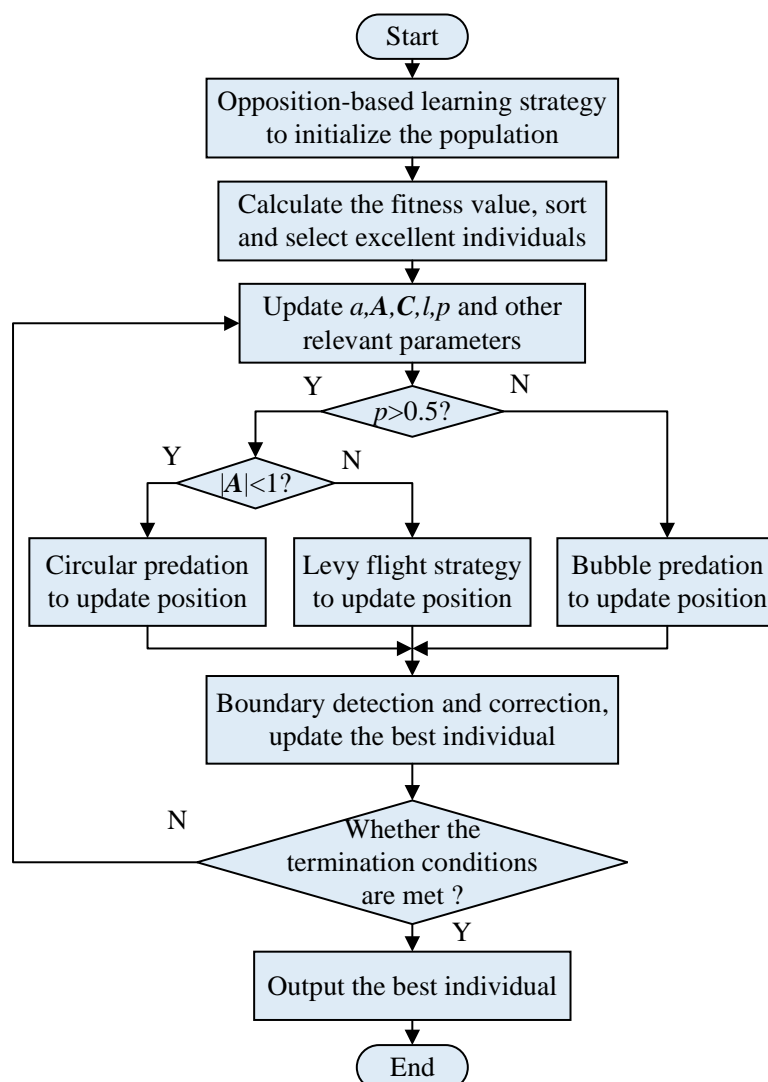 Start
Opposition-based learning strategy
to initialize the population
Calculate the fitness value, sort
and select excellent individuals
Update a,A,C,l,p and other
relevant parameters
Y
N
p>0.5?
Y
N
|A|<1?
Circular predation
to update position
Levy flight strategy
to update position
Bubble predation
to update position
Boundary detection and correction,
update the best individual
N
Whether the
termination conditions
are met ?
Y
Output the best individual
End